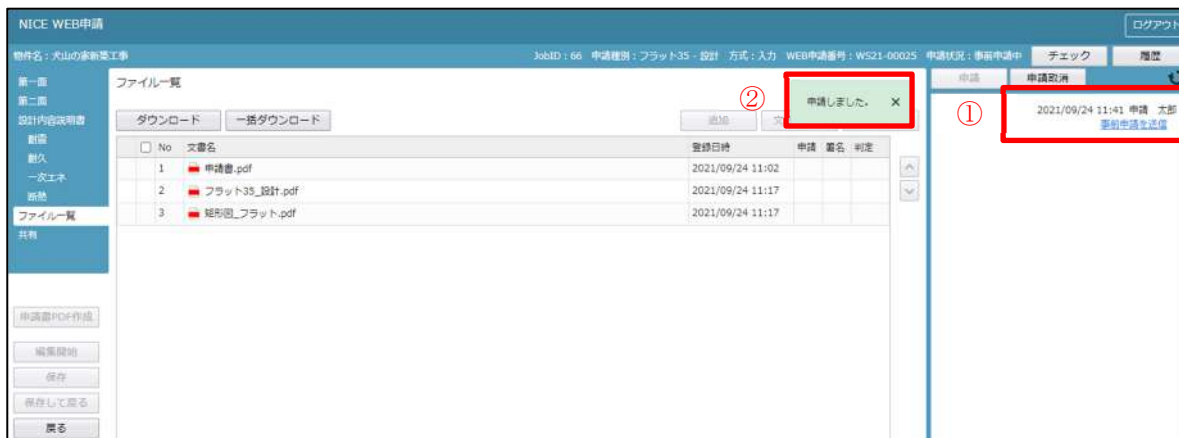 NICE WEB申請
ログアウト
物件名：犬山の家新築工事
JobID：66 申請種別：フラット35 - 設計 方式：入力 WEB申請番号：WS21-00025 申請状況：事前申請中
チェック
履歴
第一面
第二面
設計内容説明書
耐震
耐久
一次エネ
断熱
ファイル一覧
共有
申請書PDF作成
編集開始
保存
保存して戻る
戻る
ファイル一覧
ダウンロード
一括ダウンロード
追加
文
②
申請しました。 ×
No 文書名 登録日時 申請 署名 判定
1 申請書.pdf 2021/09/24 11:02
2 フラット35_設計.pdf 2021/09/24 11:17
3 矩形図_フラット.pdf 2021/09/24 11:17
申請
申請取消
①
2021/09/24 11:41 申請 太郎
事前申請を送信